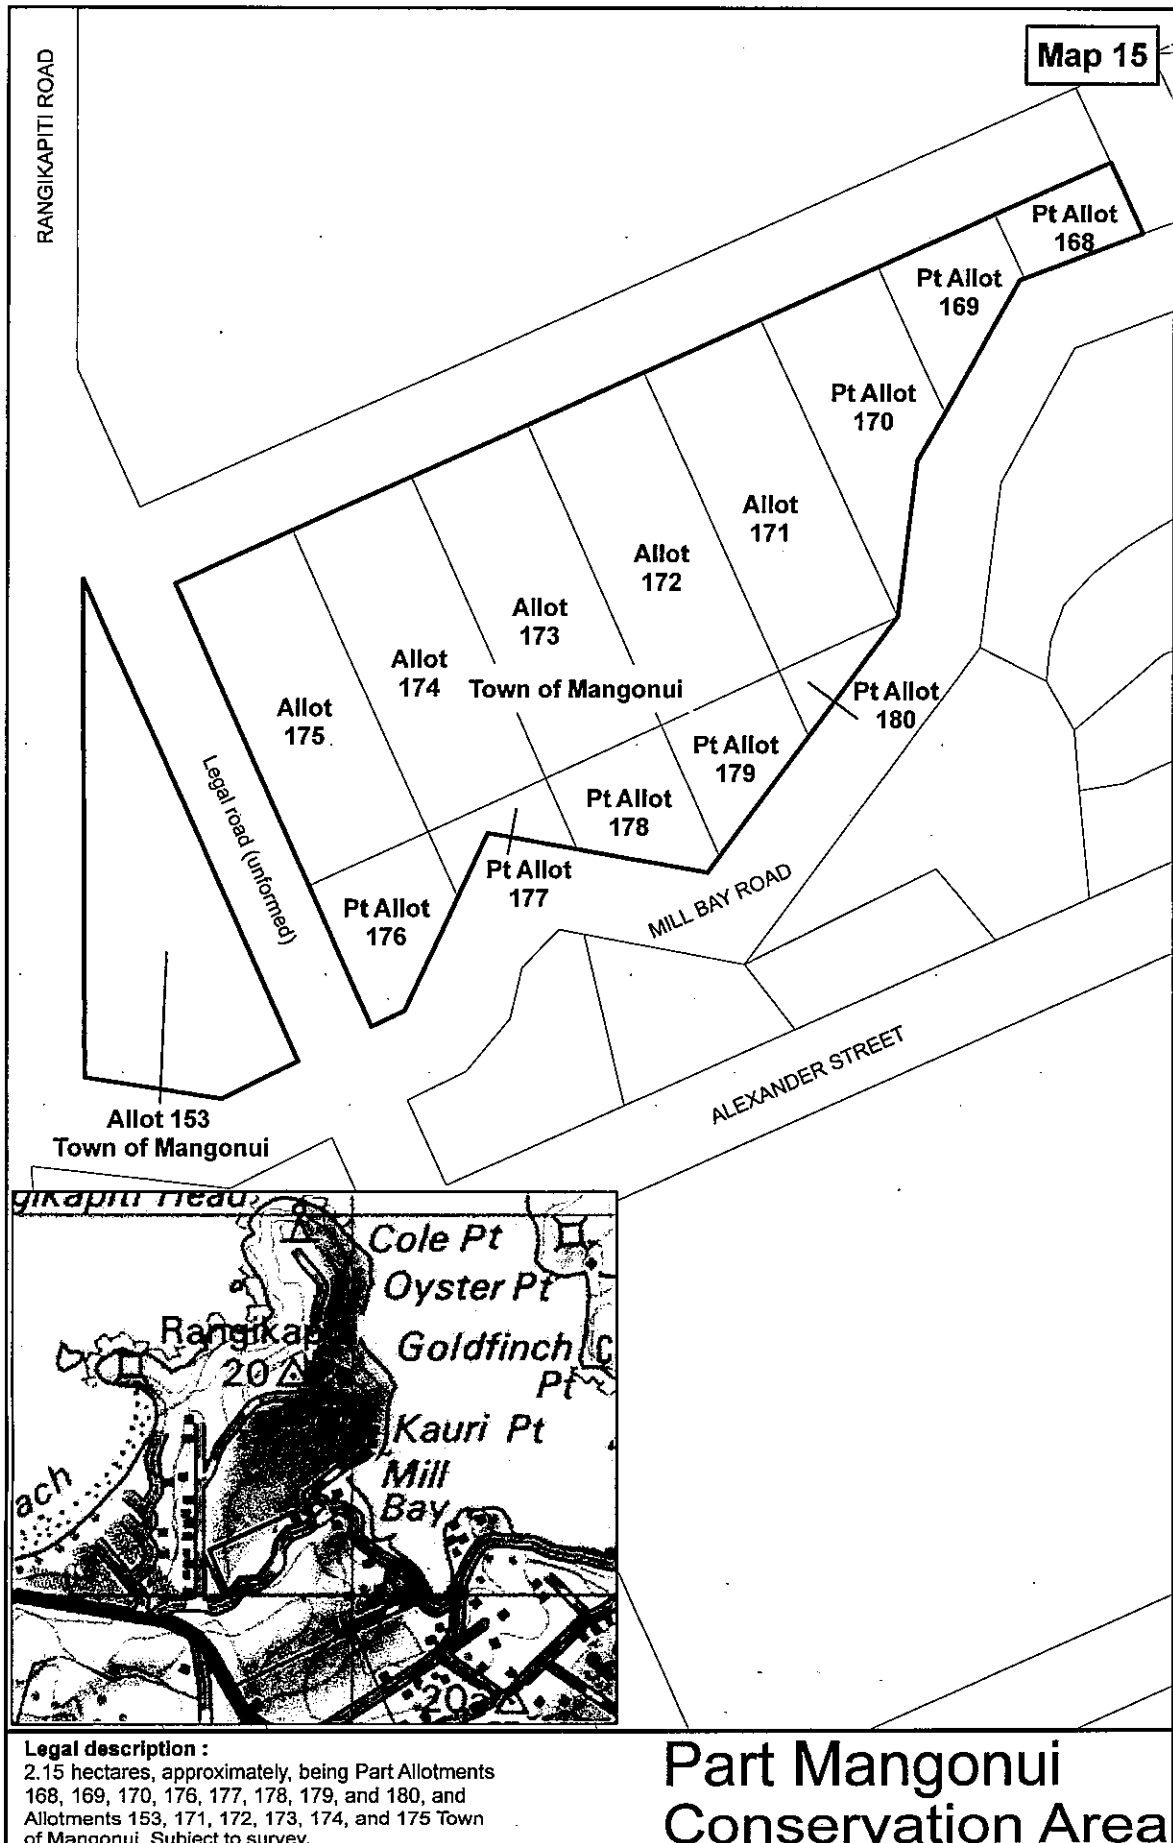 Map 15
RANGIKAPITI ROAD
Pt Allot
168
Pt Allot
169
Pt Allot
170
Allot
171
Allot
172
Allot
173
Allot
174
Town of Mangonui
Allot
175
Pt Allot
180
Pt Allot
179
Pt Allot
178
Pt Allot
177
Pt Allot
176
Legal road (unformed)
MILL BAY ROAD
ALEXANDER STREET
Allot 153
Town of Mangonui
Cole Pt
Oyster Pt
Goldfinch
Pt
Kauri Pt
Mill
Bay
20
ach
Legal description :
2.15 hectares, approximately, being Part Allotments
168, 169, 170, 176, 177, 178, 179, and 180, and
Allotments 153, 171, 172, 173, 174, and 175 Town
of Mangonui. Subject to survey.
Part Mangonui
Conservation Area